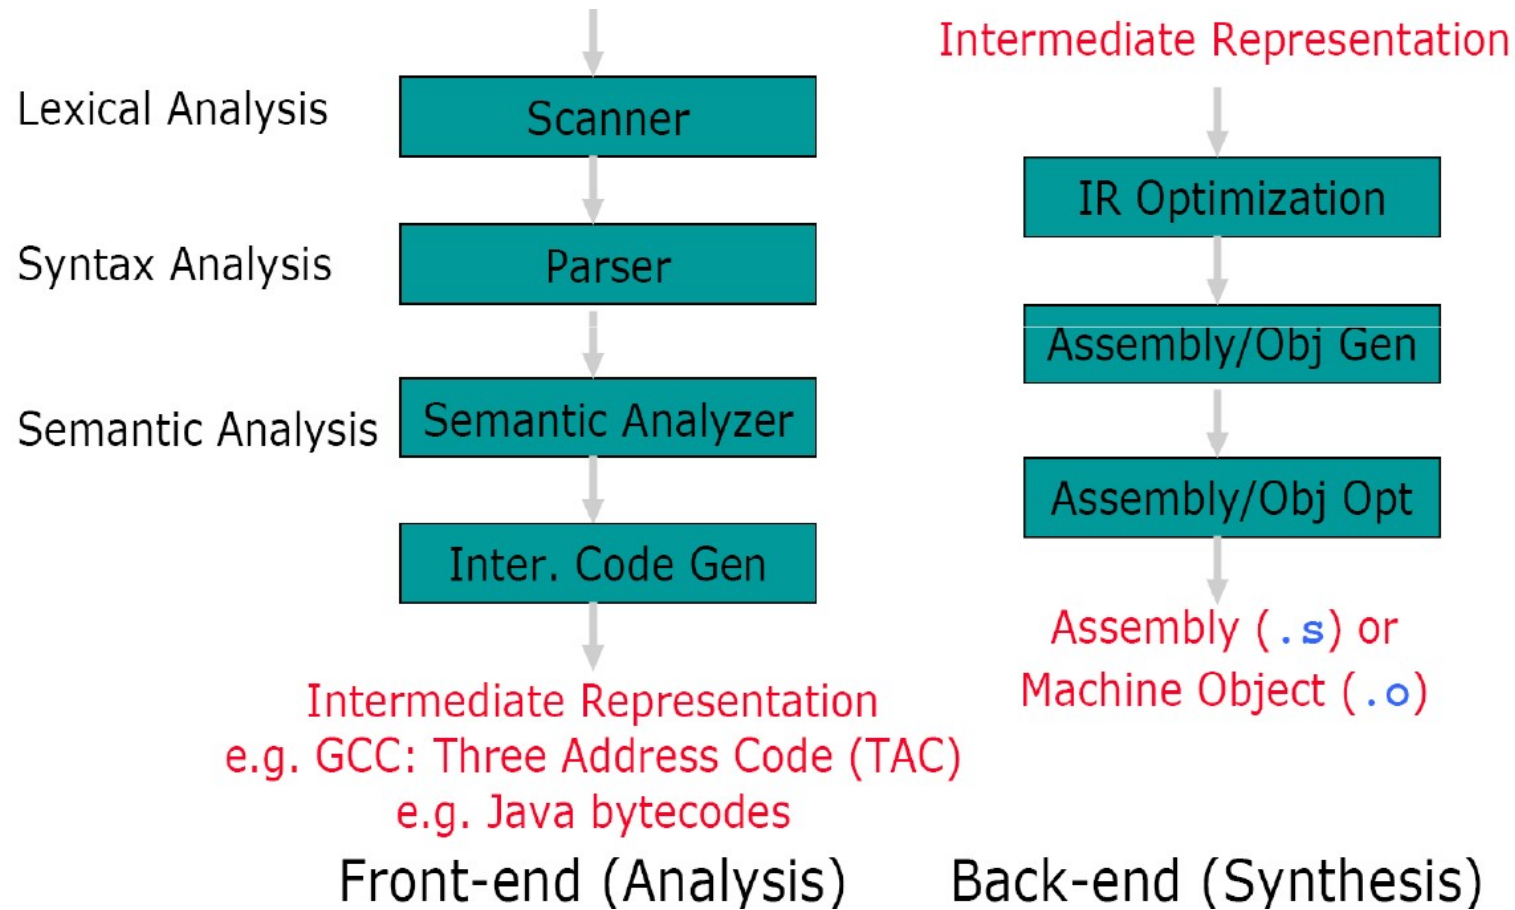 Lexical Analysis
Scanner
Syntax Analysis
Parser
Semantic Analysis
Semantic Analyzer
Inter. Code Gen
Intermediate Representation
e.g. GCC: Three Address Code (TAC)
e.g. Java bytecodes
Front-end (Analysis)
Intermediate Representation
IR Optimization
Assembly/Obj Gen
Assembly/Obj Opt
Assembly (.s) or
Machine Object (.o)
Back-end (Synthesis)